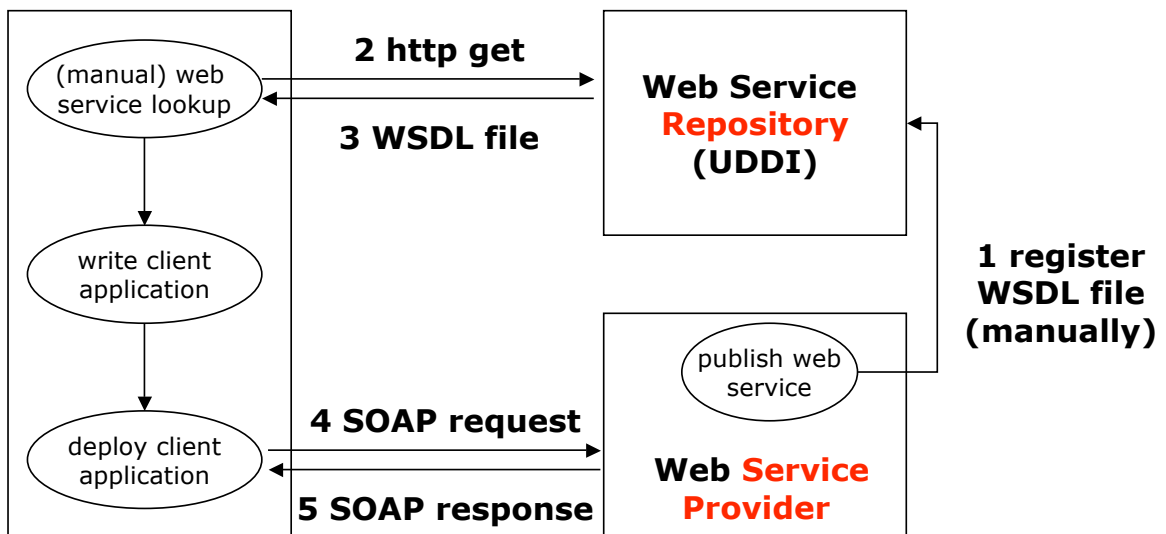 (manual) web
service lookup
write client
application
deploy client
application
2 http get
3 WSDL file
4 SOAP request
5 SOAP response
Web Service
Repository
(UDDI)
1 register
WSDL file
(manually)
publish web
service
Web Service
Provider